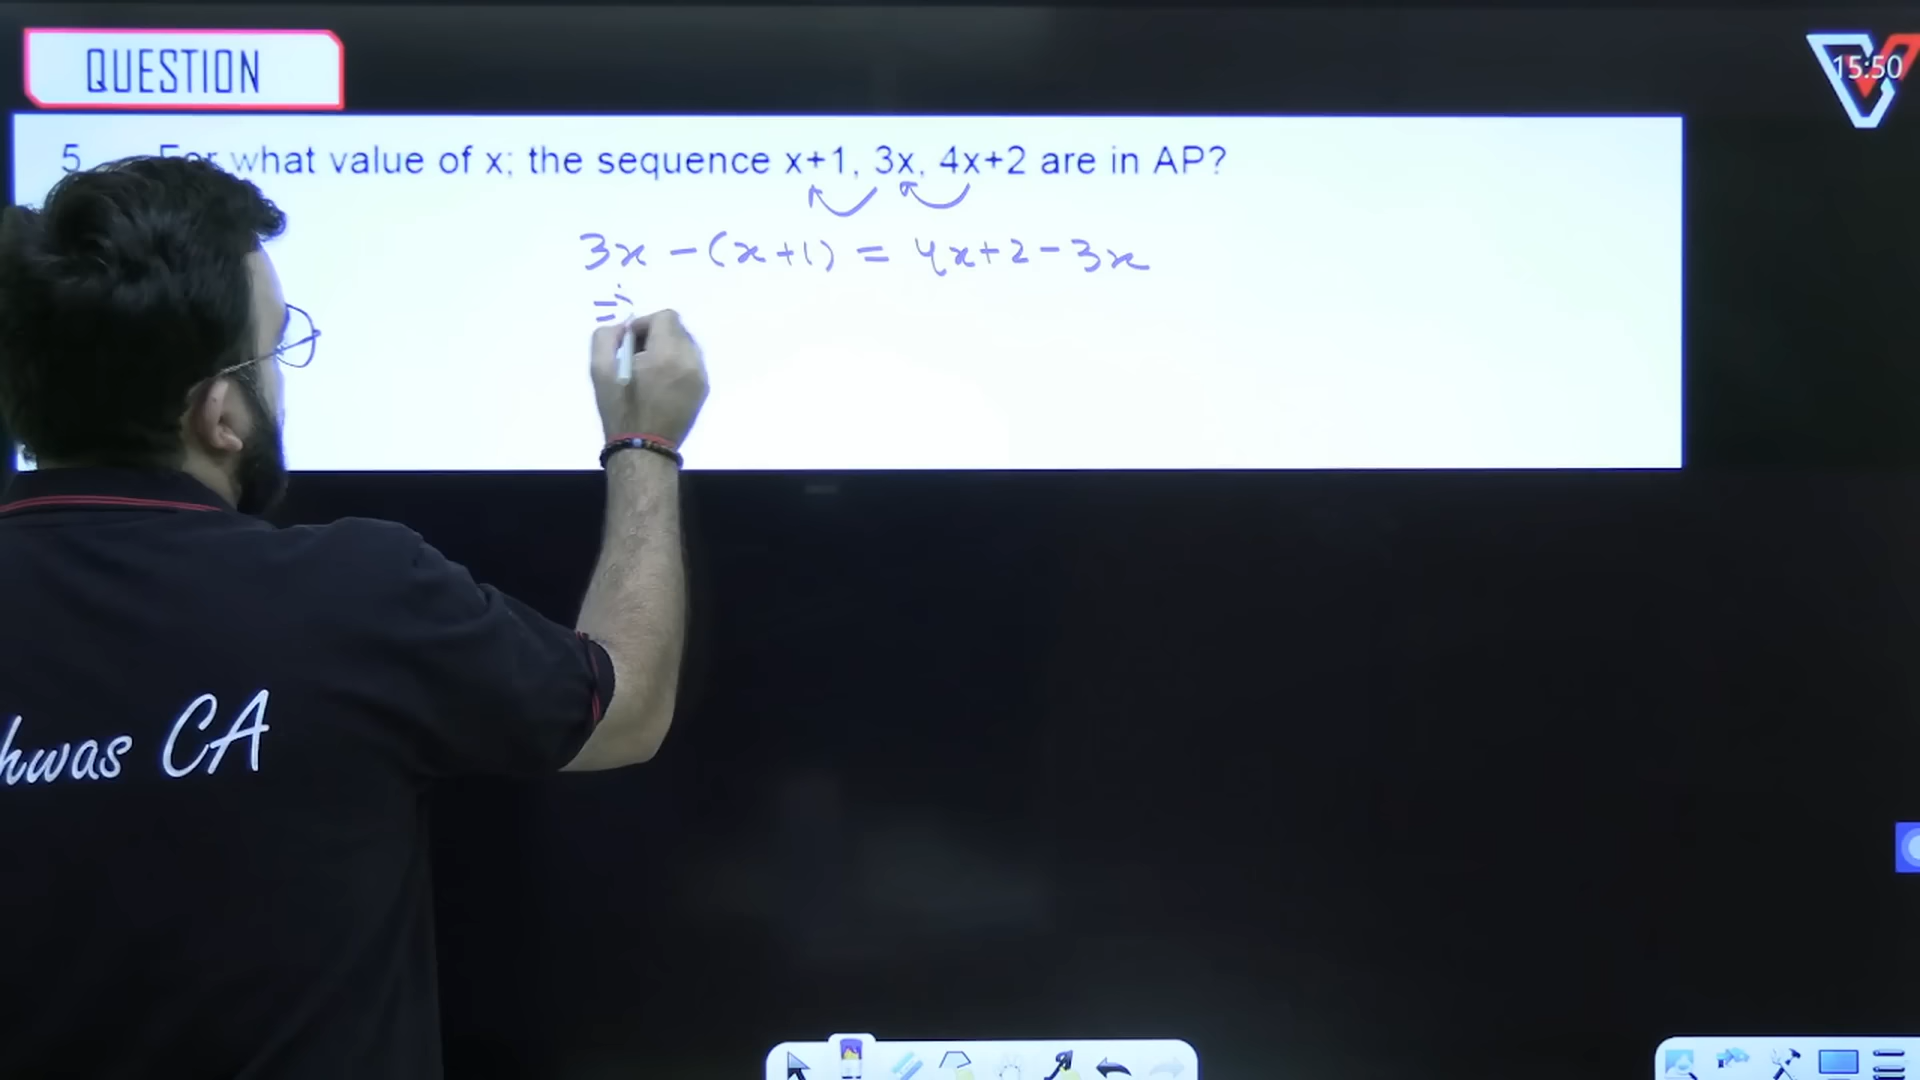 QUESTION
15:50
5. For what value of x; the sequence x+1, 3x, 4x+2 are in AP?
3x - (x+1) = 4x+2-3x
=>
hwas CA